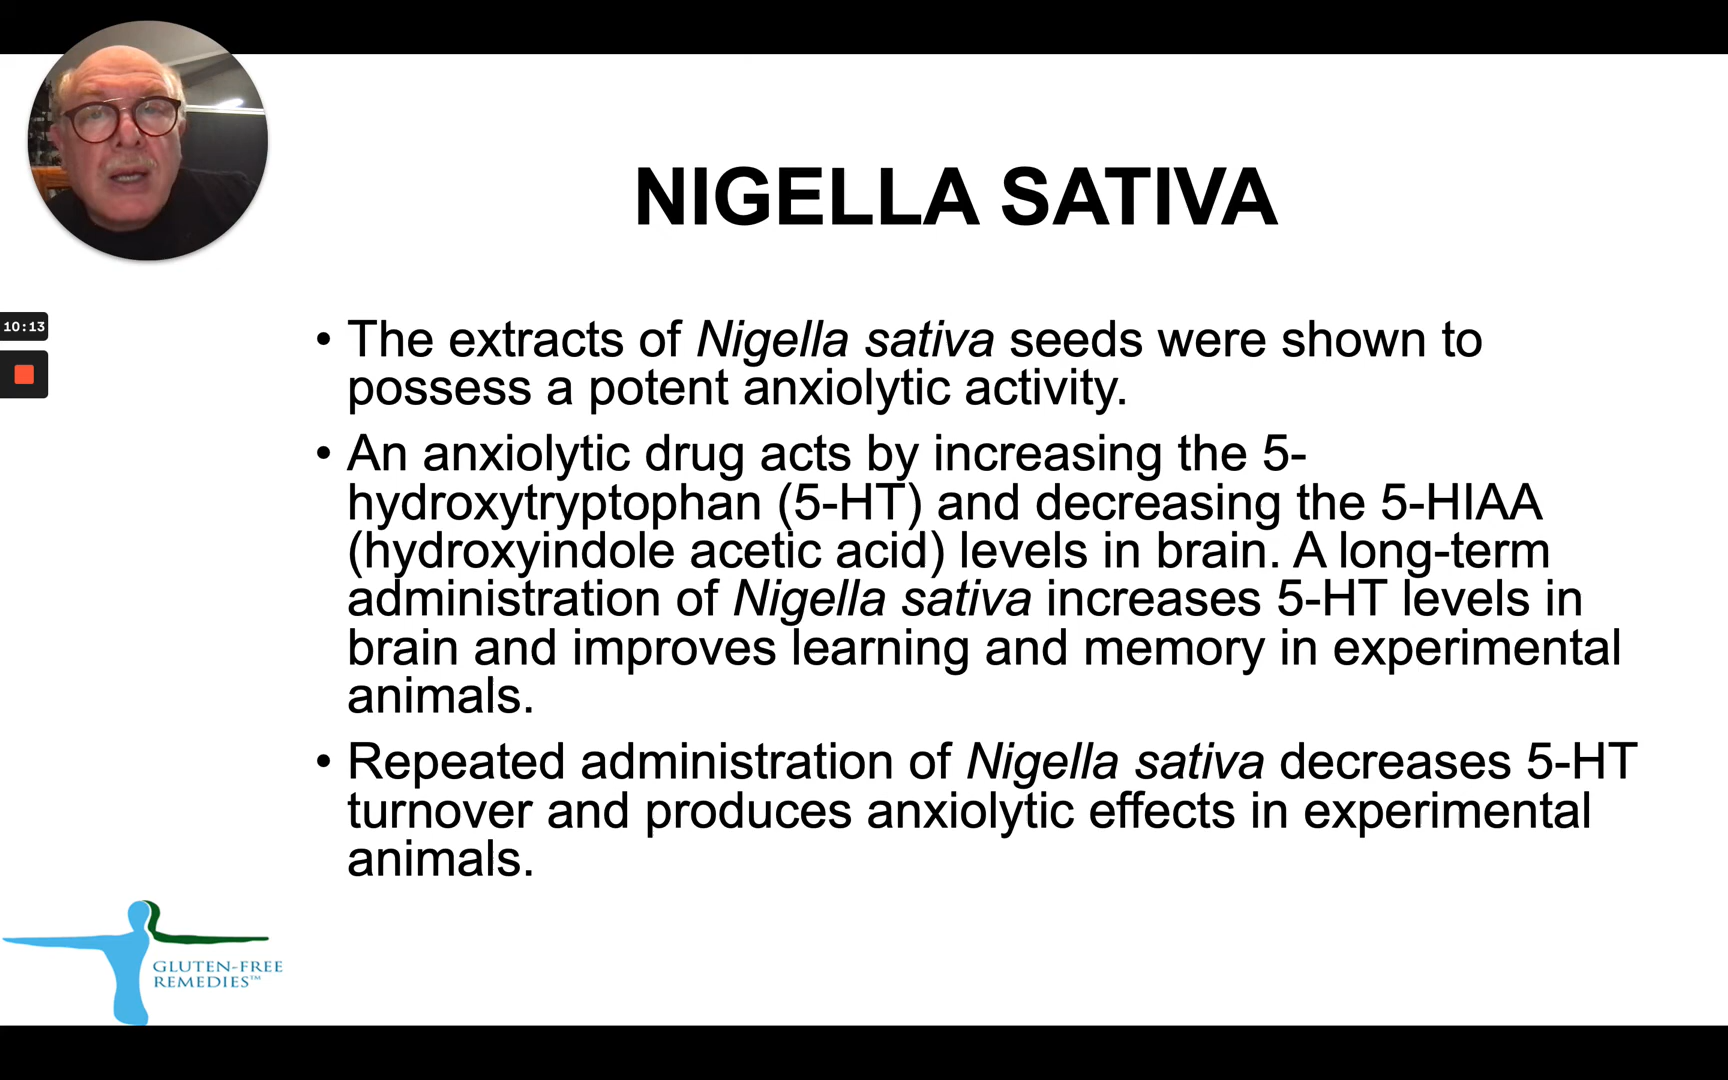 NIGELLA SATIVA
10:13
• The extracts of Nigella sativa seeds were shown to
possess a potent anxiolytic activity.
• An anxiolytic drug acts by increasing the 5-
hydroxytryptophan (5-HT) and decreasing the 5-HIAA
(hydroxyindole acetic acid) levels in brain. A long-term
administration of Nigella sativa increases 5-HT levels in
brain and improves learning and memory in experimental
animals.
• Repeated administration of Nigella sativa decreases 5-HT
turnover and produces anxiolytic effects in experimental
animals.
GLUTEN-FREE
REMEDIES™